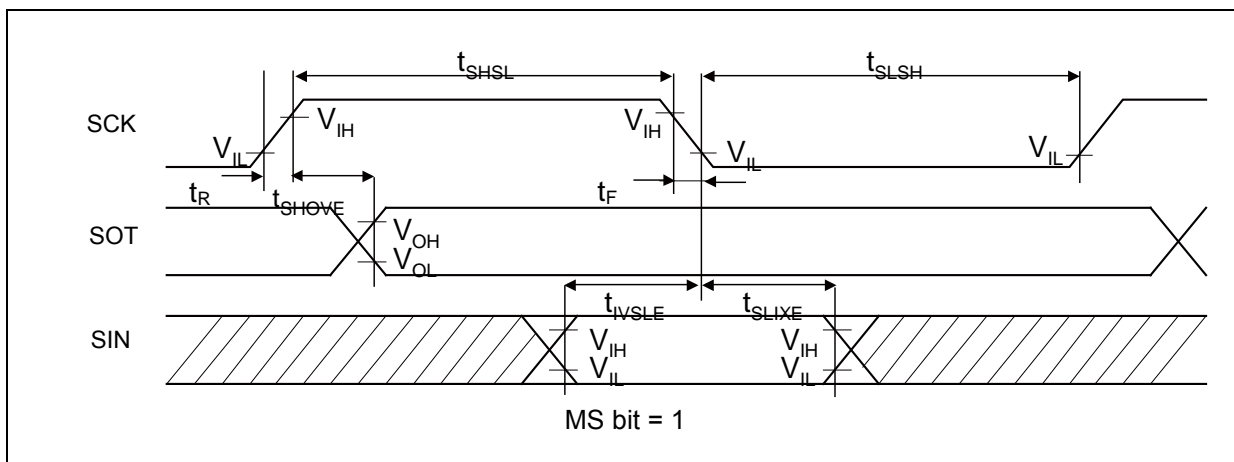 tSHSL tSLSH
SCK VIH VIH
VIL VIL VIL
tR tSHOVE tF
SOT VOH
VOL
tIVSLE tSLIXE
SIN VIH VIH
VIL VIL
MS bit = 1